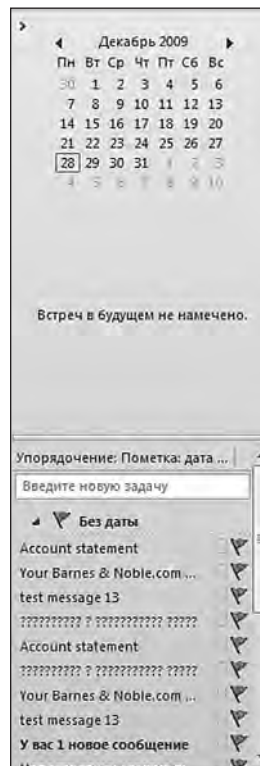 Декабрь 2009
Пн Вт Ср Чт Пт Сб Вс
30 1 2 3 4 5 6
7 8 9 10 11 12 13
14 15 16 17 18 19 20
21 22 23 24 25 26 27
28 29 30 31 1 2 3
4 5 6 7 8 9 10
Встреч в будущем не намечено.
Упорядочение: Пометка: дата ...
Введите новую задачу
Без даты
Account statement
Your Barnes & Noble.com ...
test message 13
?????????? ? ??????????? ?????
Account statement
?????????? ? ??????????? ?????
Your Barnes & Noble.com ...
test message 13
У вас 1 новое сообщение